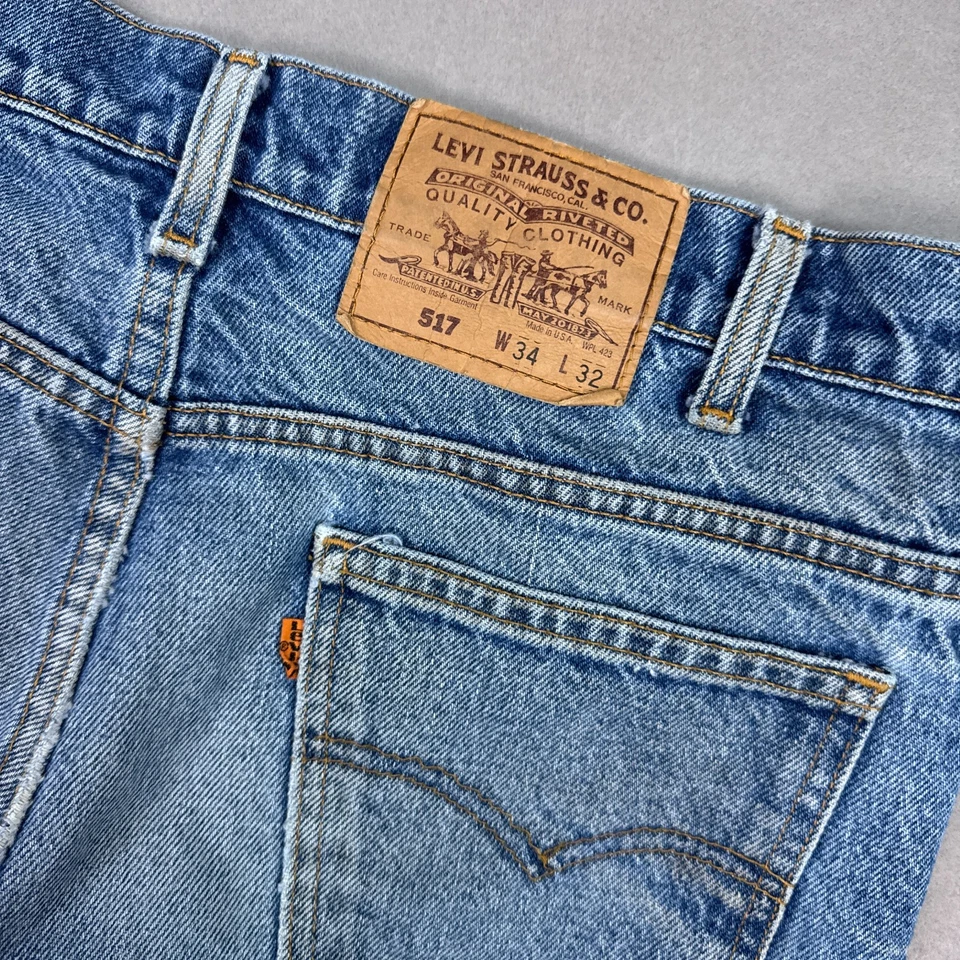 LEVI STRAUSS & CO.
SAN FRANCISCO, CAL.
ORIGINAL RIVETED
QUALITY CLOTHING
TRADE MARK
PATENTED IN U.S. MAY 20 1873
Care Instructions Inside Garment
Made in U.S.A. WPL 423
517 W 34 L 32
LEVI'S
®